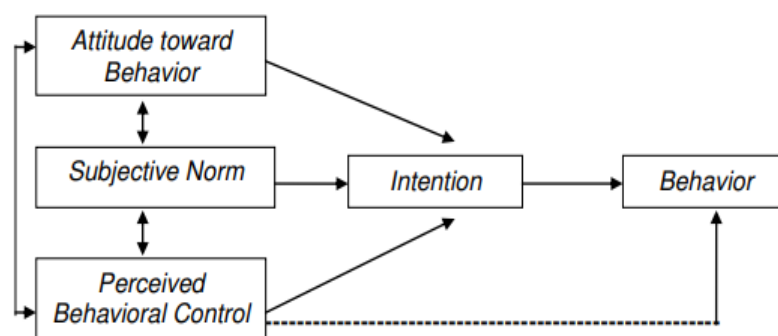 Attitude toward
Behavior
Subjective Norm
Intention
Behavior
Perceived
Behavioral Control